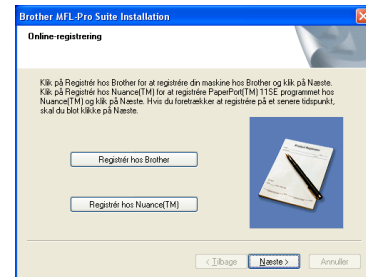 Brother MFL-Pro Suite Installation
Online-registrering
Klik på Registrér hos Brother for at registrére din maskine hos Brother og klik på Næste.
Klik på Registrér hos Nuance(TM) for at registrére PaperPort(TM) 11SE programmet hos
Nuance(TM) og klik på Næste. Hvis du foretrækker at registrére på et senere tidspunkt,
skal du blot klikke på Næste.
Registrér hos Brother
Registrér hos Nuance(TM)
< Tilbage
Næste >
Annuller